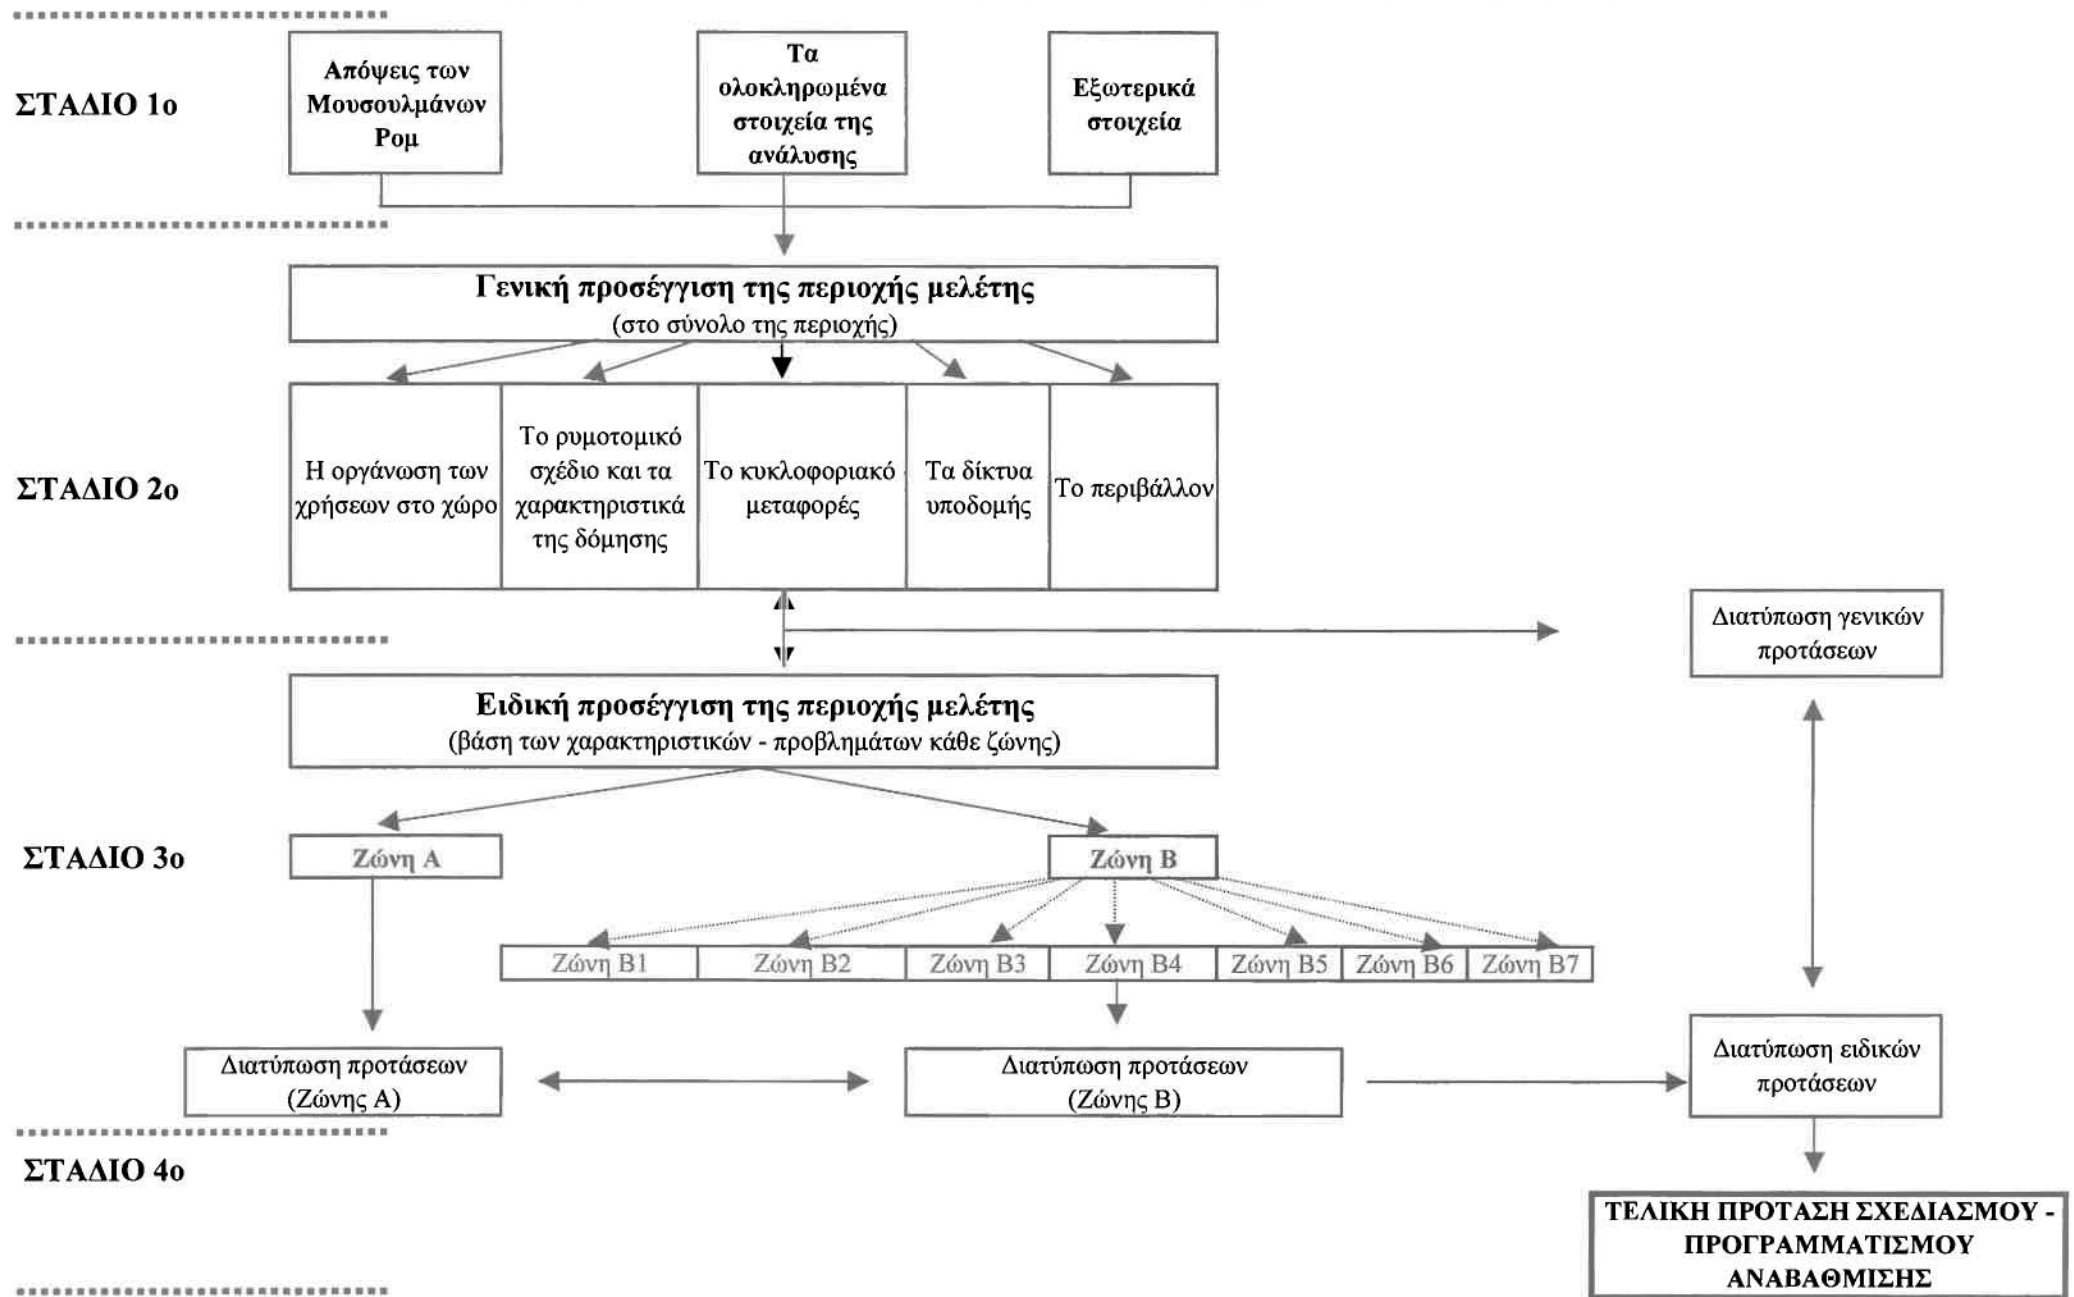 ΣΤΑΔΙΟ 1ο
Απόψεις των
Μουσουλμάνων
Ρομ
Τα
ολοκληρωμένα
στοιχεία της
ανάλυσης
Εξωτερικά
στοιχεία
Γενική προσέγγιση της περιοχής μελέτης
(στο σύνολο της περιοχής)
ΣΤΑΔΙΟ 2ο
Η οργάνωση των
χρήσεων στο χώρο
Το ρυμοτομικό
σχέδιο και τα
χαρακτηριστικά
της δόμησης
Το κυκλοφοριακό
μεταφορές
Τα δίκτυα
υποδομής
Το περιβάλλον
Διατύπωση γενικών
προτάσεων
Ειδική προσέγγιση της περιοχής μελέτης
(βάση των χαρακτηριστικών - προβλημάτων κάθε ζώνης)
ΣΤΑΔΙΟ 3ο
Ζώνη Α
Ζώνη Β
Ζώνη Β1
Ζώνη Β2
Ζώνη Β3
Ζώνη Β4
Ζώνη Β5
Ζώνη Β6
Ζώνη Β7
Διατύπωση προτάσεων
(Ζώνης Α)
Διατύπωση προτάσεων
(Ζώνης Β)
Διατύπωση ειδικών
προτάσεων
ΣΤΑΔΙΟ 4ο
ΤΕΛΙΚΗ ΠΡΟΤΑΣΗ ΣΧΕΔΙΑΣΜΟΥ -
ΠΡΟΓΡΑΜΜΑΤΙΣΜΟΥ
ΑΝΑΒΑΘΜΙΣΗΣ